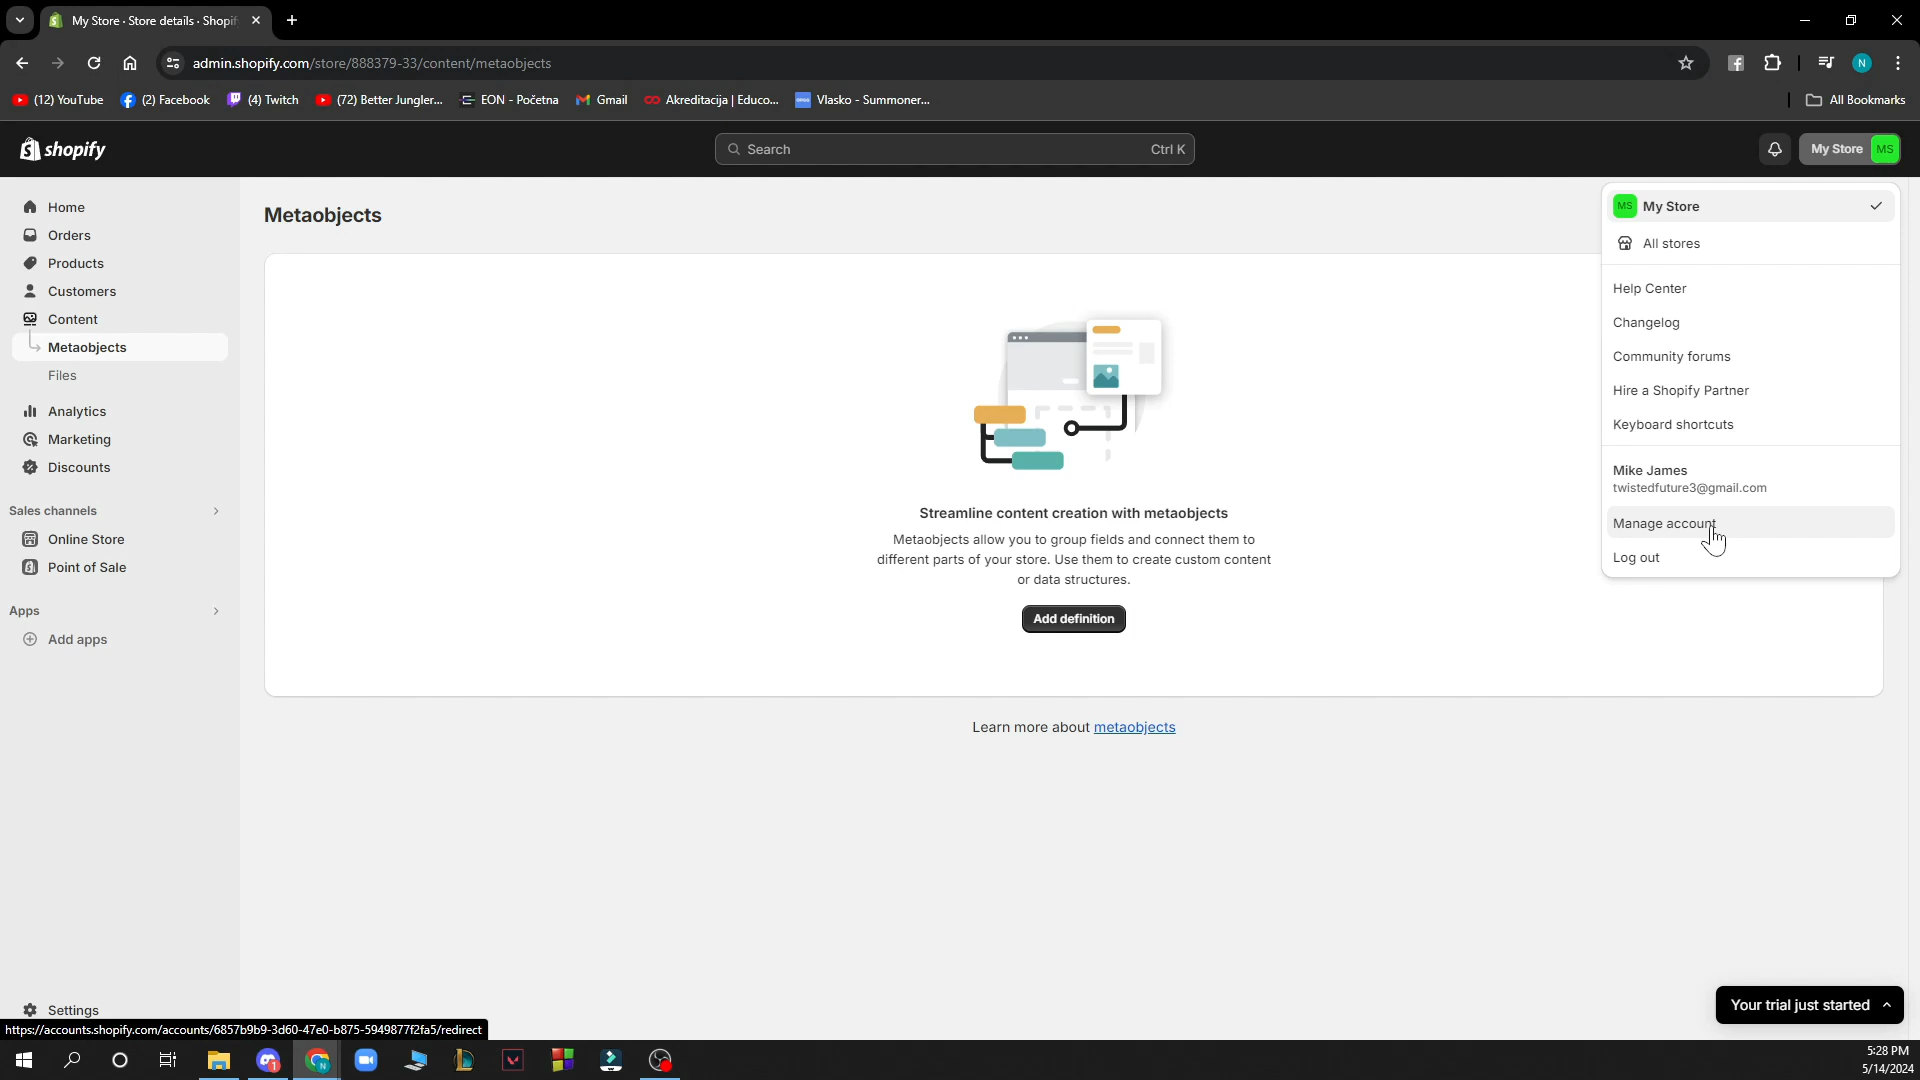 My Store · Store details · Shopif
admin.shopify.com/store/888379-33/content/metaobjects
(12) YouTube
(2) Facebook
(4) Twitch
(72) Better Jungler...
EON - Početna
Gmail
Akreditacija | Educo...
Vlasko - Summoner...
All Bookmarks
N
shopify
Search
Ctrl K
My Store
MS
Home
Orders
Products
Customers
Content
Metaobjects
Files
Analytics
Marketing
Discounts
Sales channels
Online Store
Point of Sale
Apps
Add apps
Settings
Metaobjects
Streamline content creation with metaobjects
Metaobjects allow you to group fields and connect them to
different parts of your store. Use them to create custom content
or data structures.
Add definition
Learn more about metaobjects
MS
My Store
All stores
Help Center
Changelog
Community forums
Hire a Shopify Partner
Keyboard shortcuts
Mike James
twistedfuture3@gmail.com
Manage account
Log out
Your trial just started
https://accounts.shopify.com/accounts/6857b9b9-3d60-47e0-b875-5949877f2fa5/redirect
5:28 PM
5/14/2024